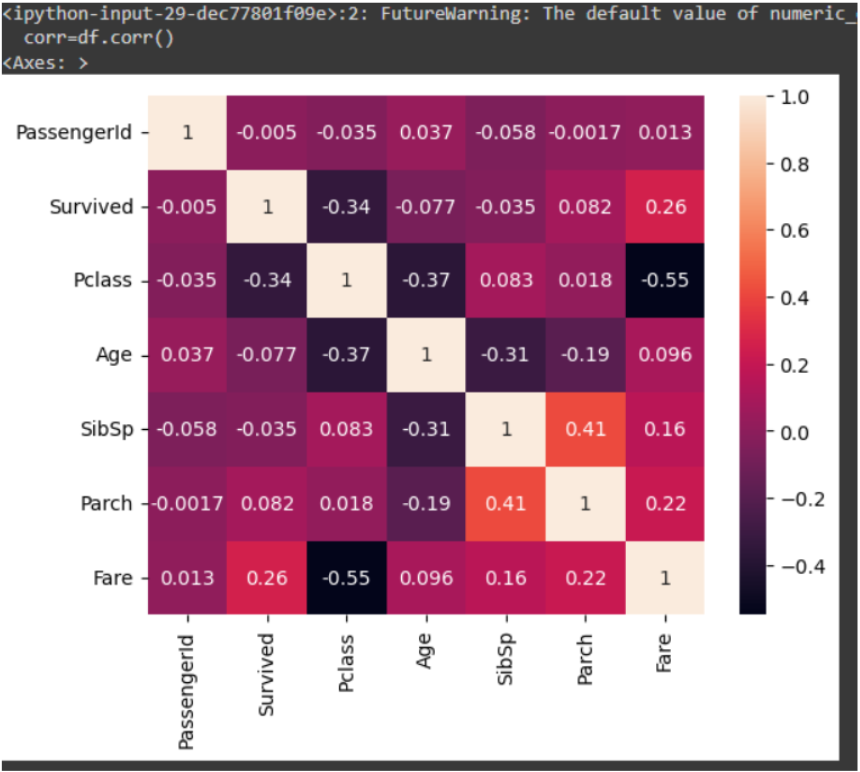 <ipython-input-29-dec77801f09e>:2: FutureWarning: The default value of numeric_
corr=df.corr()
<Axes: >
1.0
PassengerId 1 -0.005 -0.035 0.037 -0.058 -0.0017 0.013
0.8
Survived -0.005 1 -0.34 -0.077 -0.035 0.082 0.26
0.6
Pclass -0.035 -0.34 1 -0.37 0.083 0.018 -0.55
0.4
Age 0.037 -0.077 -0.37 1 -0.31 -0.19 0.096
0.2
SibSp -0.058 -0.035 0.083 -0.31 1 0.41 0.16
0.0
Parch -0.0017 0.082 0.018 -0.19 0.41 1 0.22
−0.2
Fare 0.013 0.26 -0.55 0.096 0.16 0.22 1
−0.4
PassengerId
Survived
Pclass
Age
SibSp
Parch
Fare